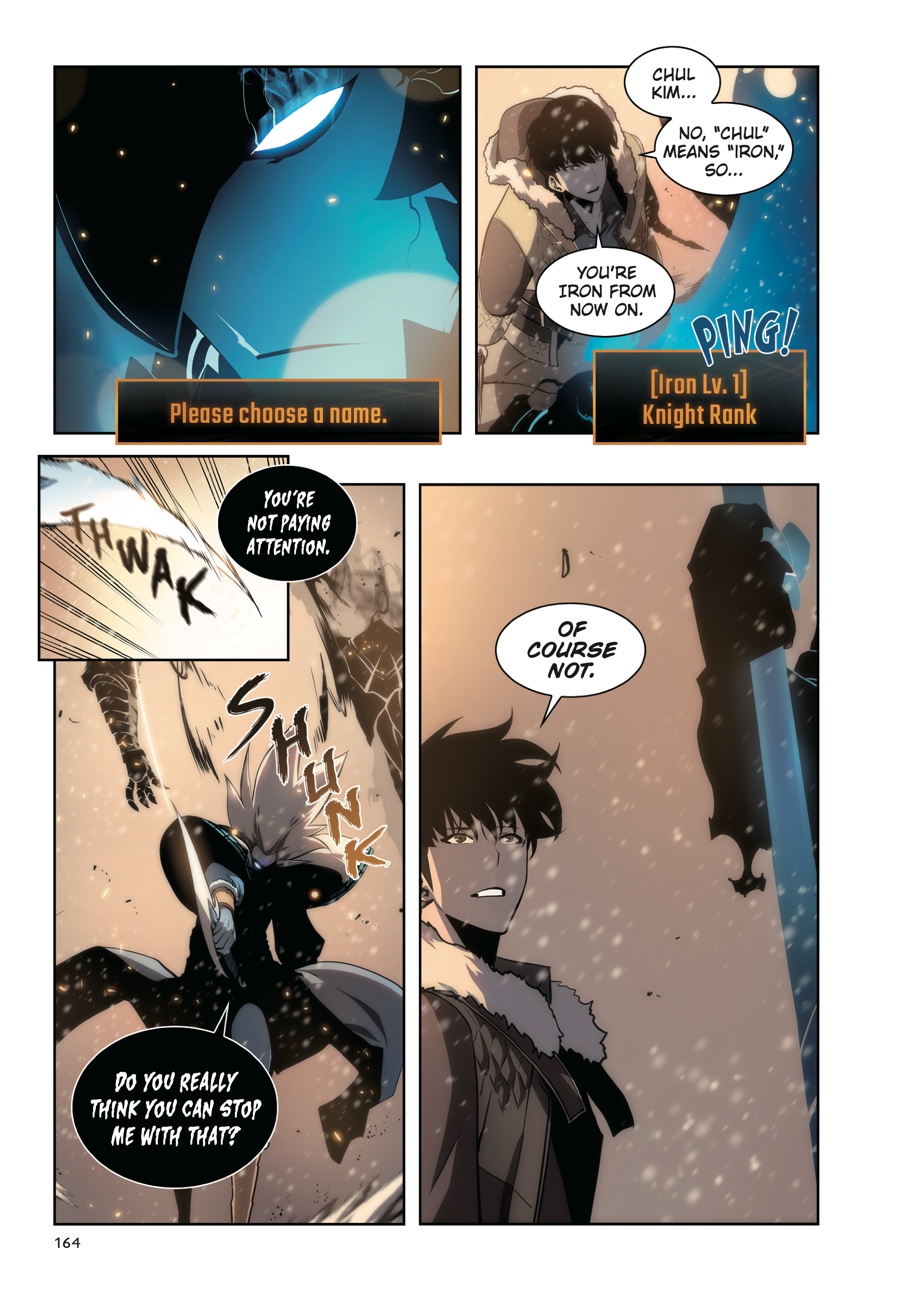 Please choose a name.
CHUL
KIM...
NO, "CHUL"
MEANS "IRON,"
SO...
YOU'RE
IRON FROM
NOW ON.
PING!
[Iron Lv. 1]
Knight Rank
THWAK
YOU'RE
NOT PAYING
ATTENTION.
SHUNK
DO YOU REALLY
THINK YOU CAN STOP
ME WITH THAT?
OF
COURSE
NOT.
164